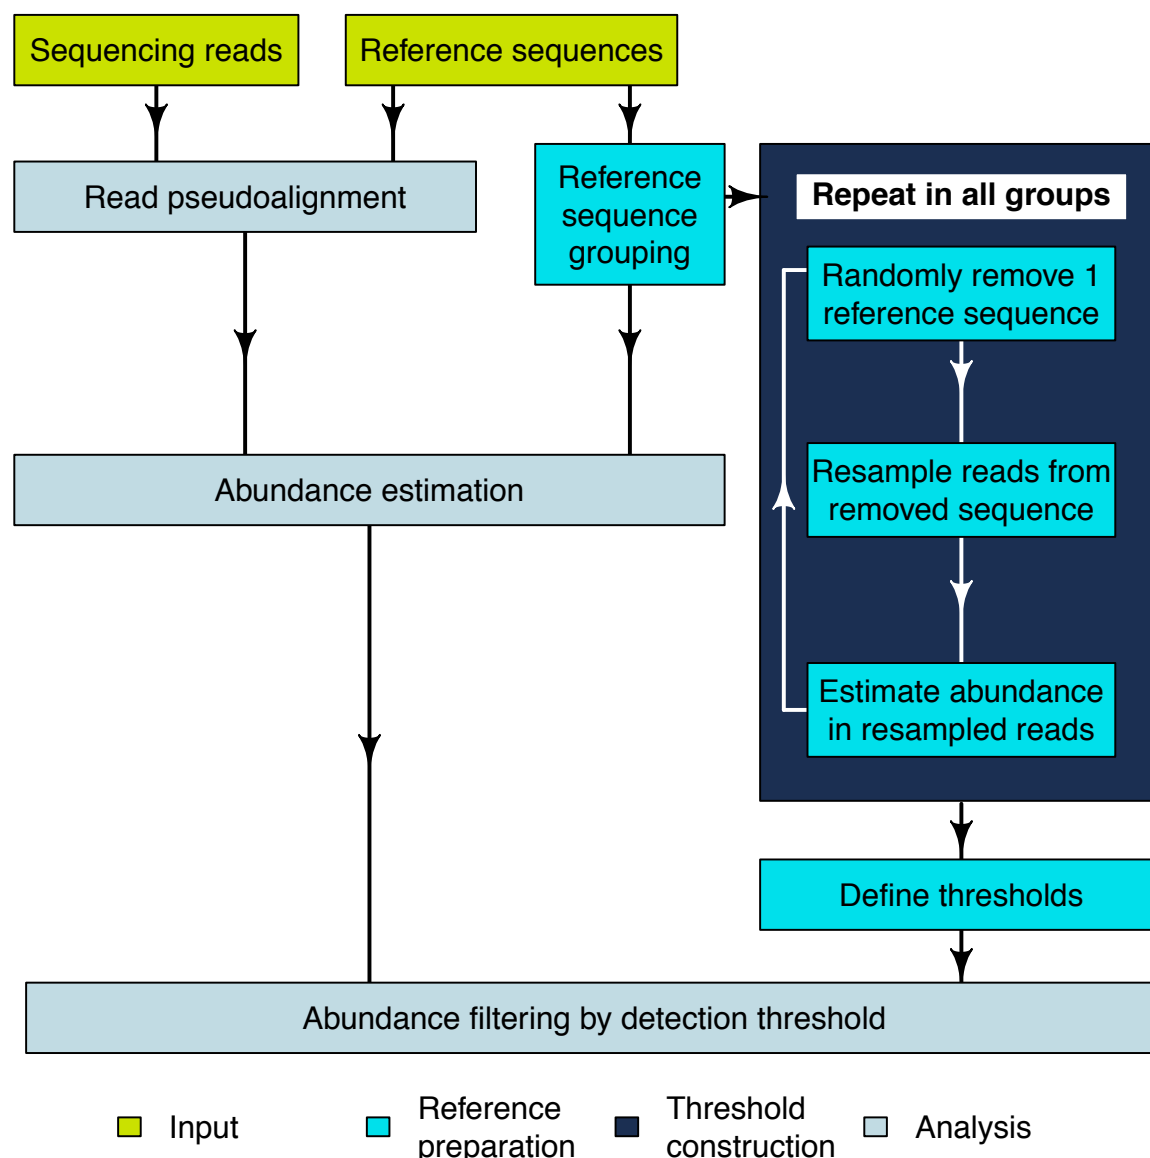 Sequencing reads
Reference sequences
Read pseudoalignment
Reference
sequence
grouping
Repeat in all groups
Randomly remove 1
reference sequence
Resample reads from
removed sequence
Estimate abundance
in resampled reads
Abundance estimation
Define thresholds
Abundance filtering by detection threshold
Input
Reference
preparation
Threshold
construction
Analysis